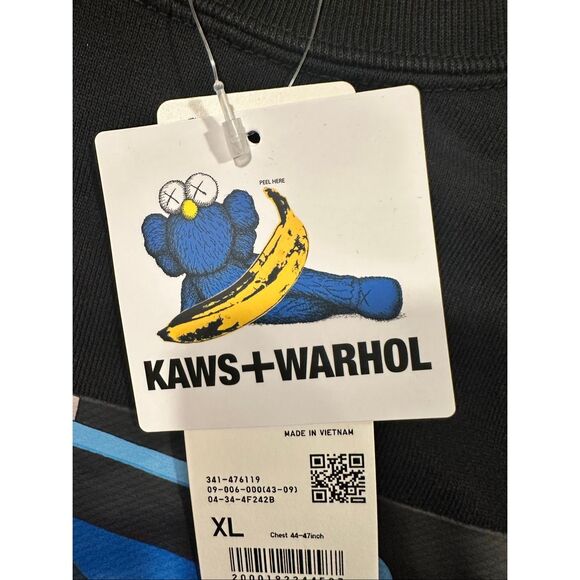 PEEL HERE
KAWS+WARHOL
MADE IN VIETNAM
341-476119
09-006-000(43-09)
04-34-4F242B
XL Chest 44-47inch